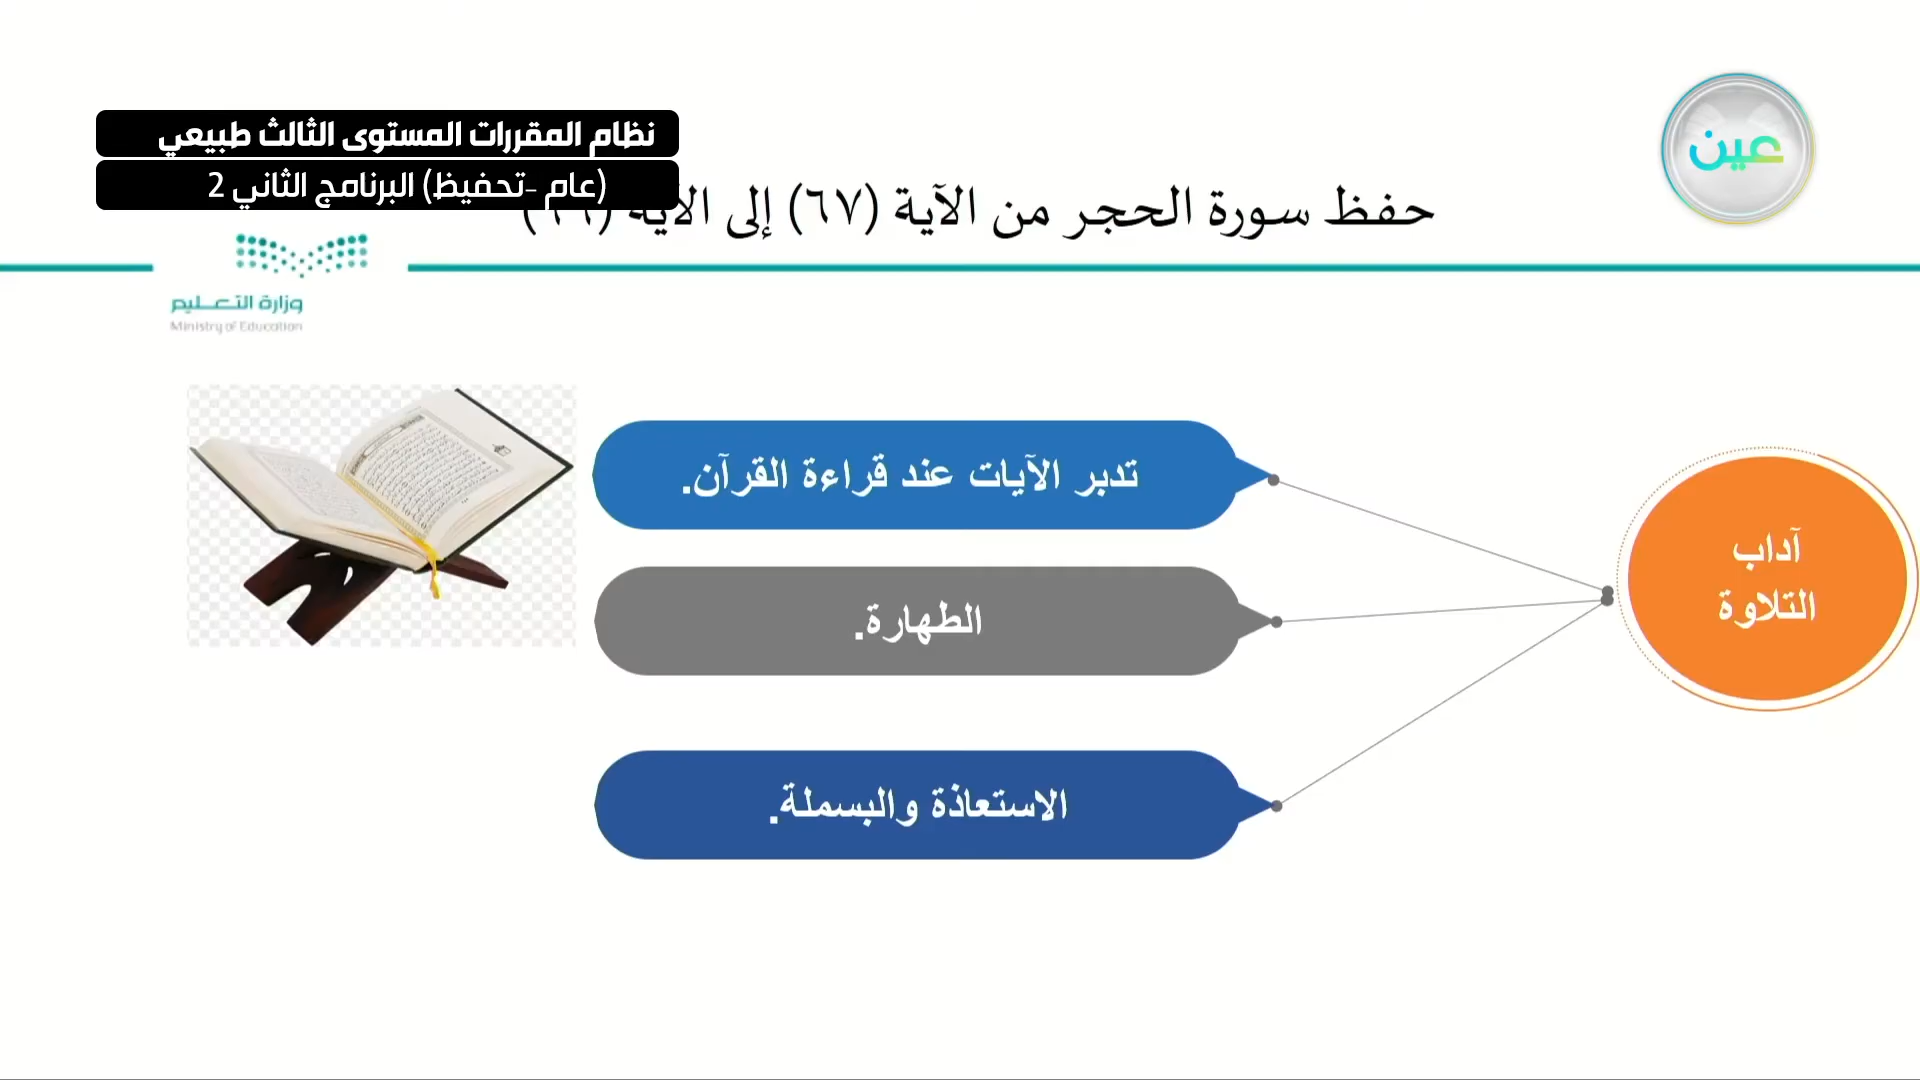 نظام المقررات المستوى الثالث طبيعي
(عام -تحفيظ) البرنامج الثاني 2
عين
حفظ سورة الحجر من الآية (٦٧) إلى الآية
وزارة التعليم
Ministry of Education
آداب
التلاوة
تدبر الآيات عند قراءة القرآن.
الطهارة.
الاستعاذة والبسملة.